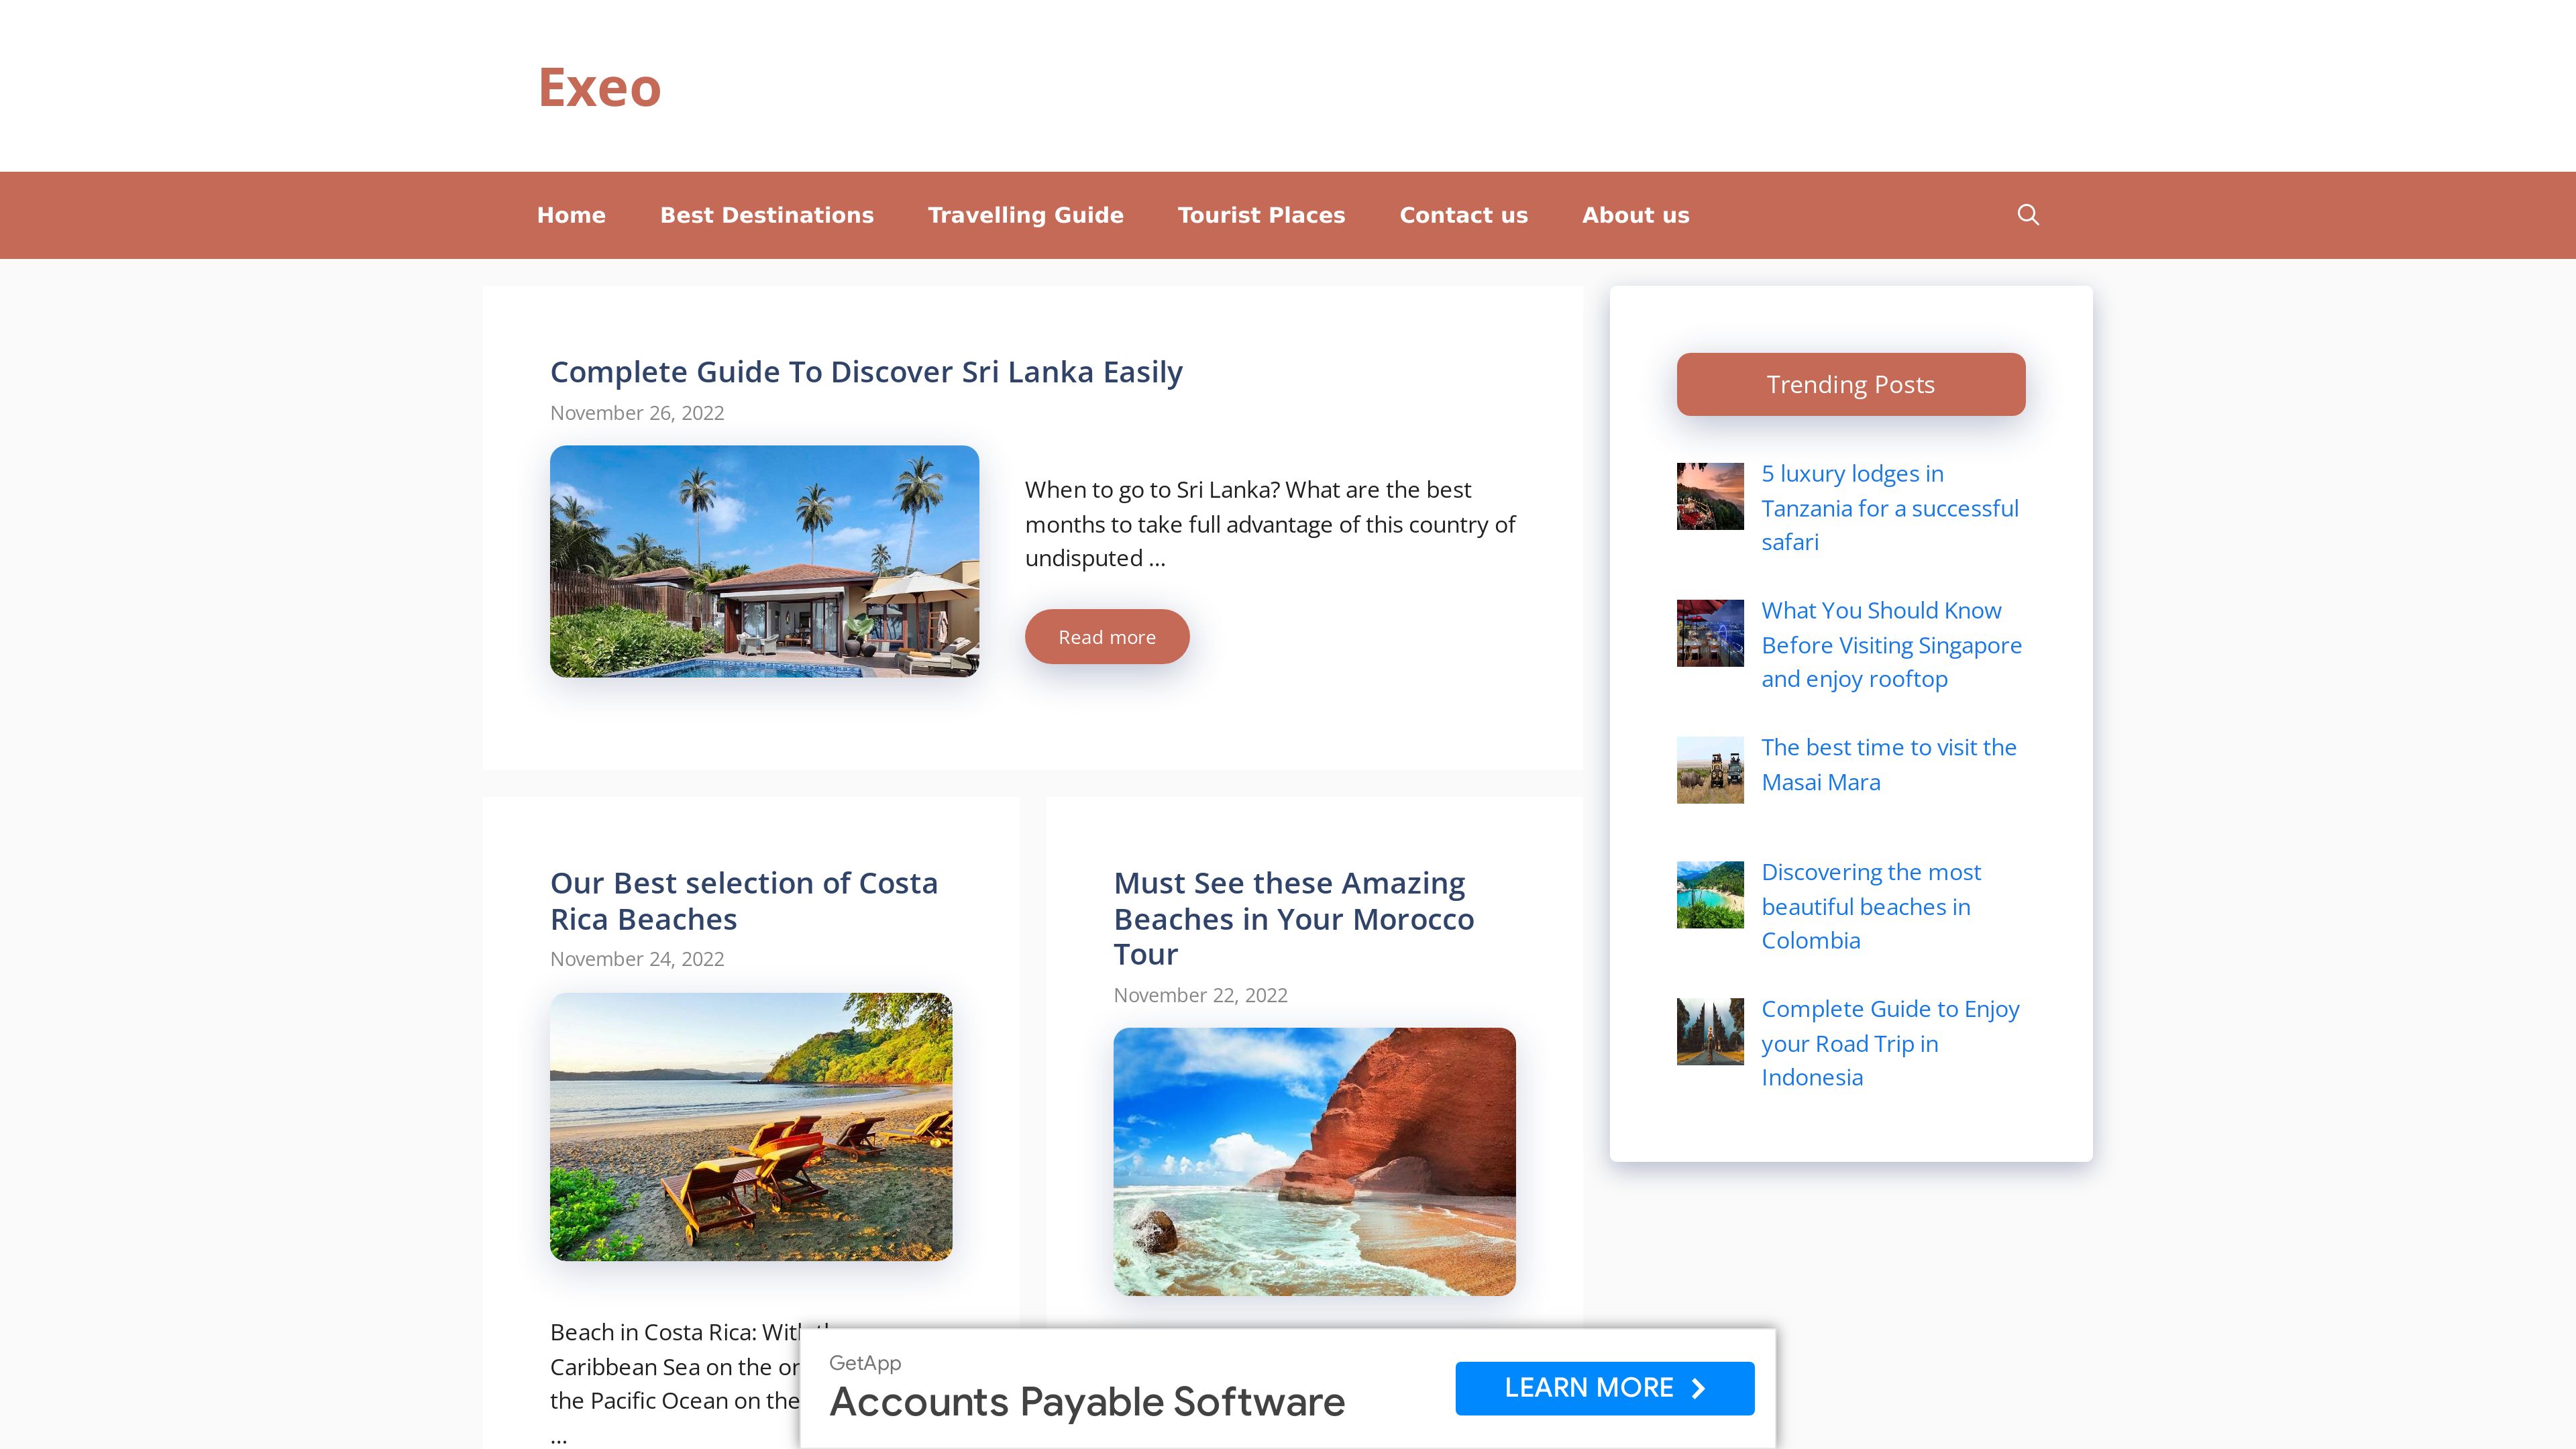 Exeo
Home
Best Destinations
Travelling Guide
Tourist Places
Contact us
About us
Complete Guide To Discover Sri Lanka Easily
November 26, 2022
When to go to Sri Lanka? What are the best
months to take full advantage of this country of
undisputed ...
Read more
Our Best selection of Costa
Rica Beaches
November 24, 2022
Beach in Costa Rica: With
Caribbean Sea on the
the Pacific Ocean on the
...
Must See these Amazing
Beaches in Your Morocco
Tour
November 22, 2022
Trending Posts
5 luxury lodges in
Tanzania for a successful
safari
What You Should Know
Before Visiting Singapore
and enjoy rooftop
The best time to visit the
Masai Mara
Discovering the most
beautiful beaches in
Colombia
Complete Guide to Enjoy
your Road Trip in
Indonesia
GetApp
Accounts Payable Software
LEARN MORE